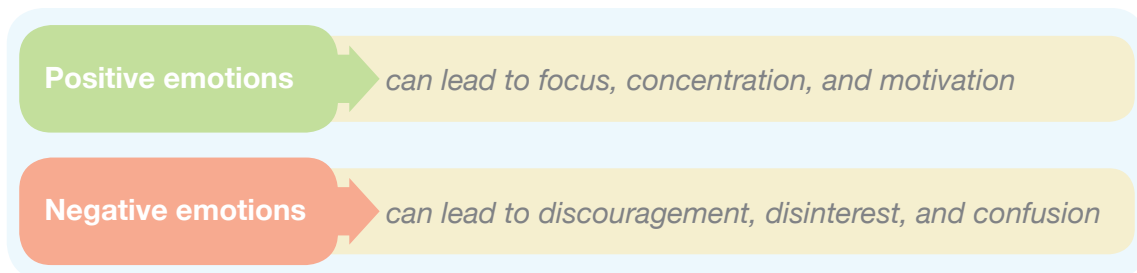 Positive emotions can lead to focus, concentration, and motivation
Negative emotions can lead to discouragement, disinterest, and confusion